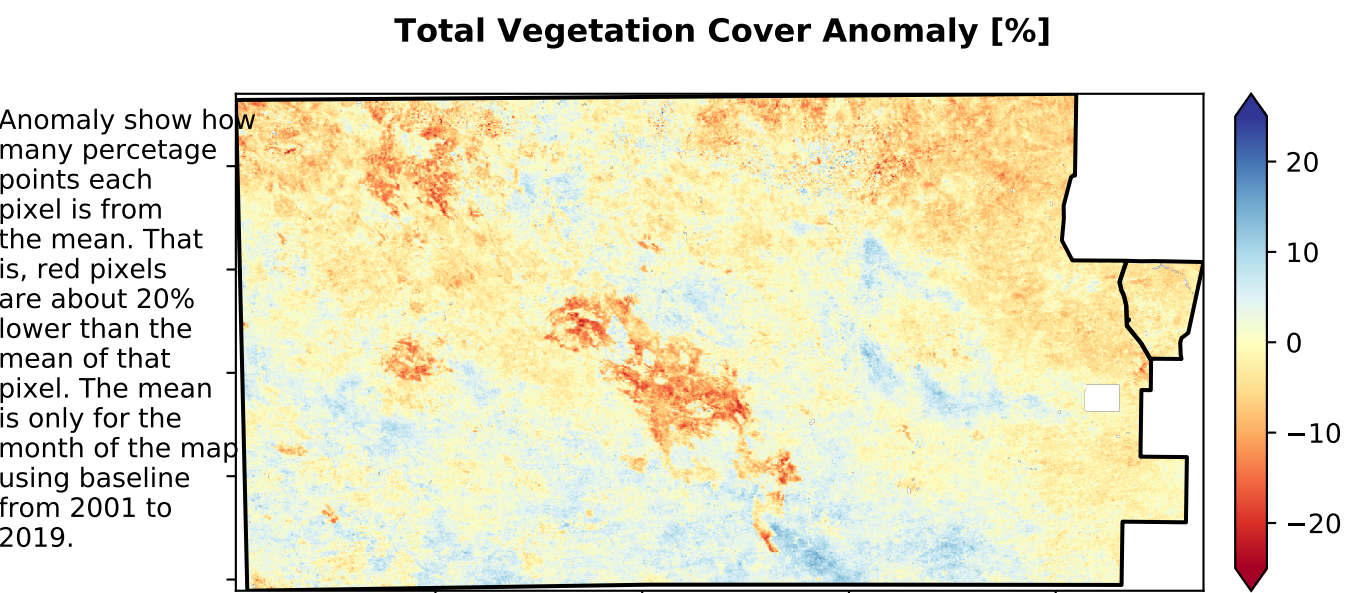 Total Vegetation Cover Anomaly [%]
Anomaly show how
many percetage
points each
pixel is from
the mean. That
is, red pixels
are about 20%
lower than the
mean of that
pixel. The mean
is only for the
month of the map
using baseline
from 2001 to
2019.
20
10
0
−10
−20